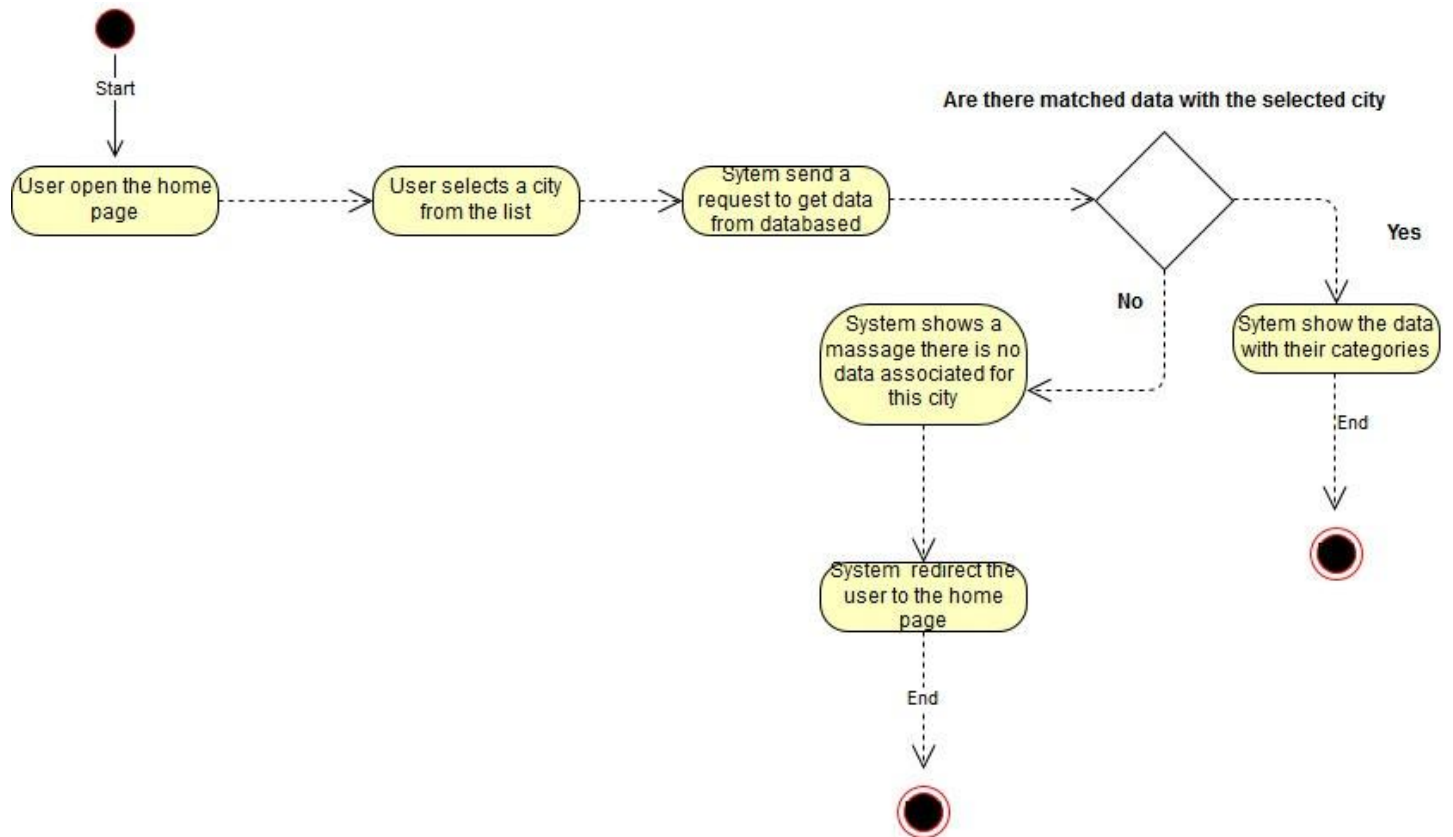 Start
Are there matched data with the selected city
User open the home
page
User selects a city
from the list
Sytem send a
request to get data
from databased
Yes
No
System shows a
massage there is no
data associated for
this city
Sytem show the data
with their categories
End
System redirect the
user to the home
page
End